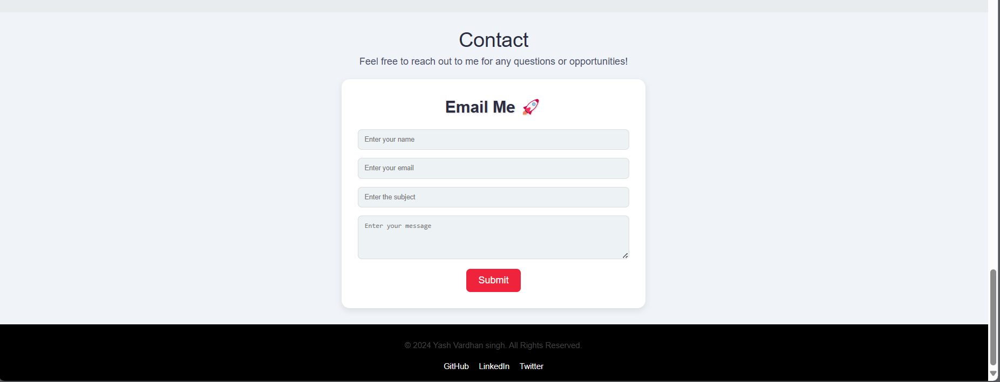 Contact
Feel free to reach out to me for any questions or opportunities!
Email Me 🚀
Enter your name
Enter your email
Enter the subject
Enter your message
Submit
© 2024 Yash Vardhan singh. All Rights Reserved.
GitHub LinkedIn Twitter